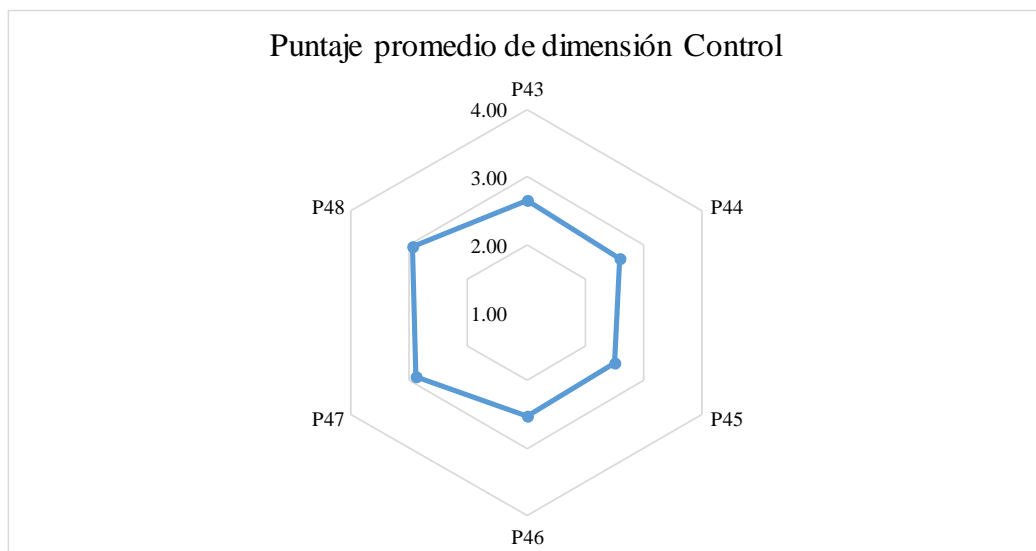 Puntaje promedio de dimensión Control
P43
4.00
3.00
P48
P44
2.00
1.00
P47
P45
P46